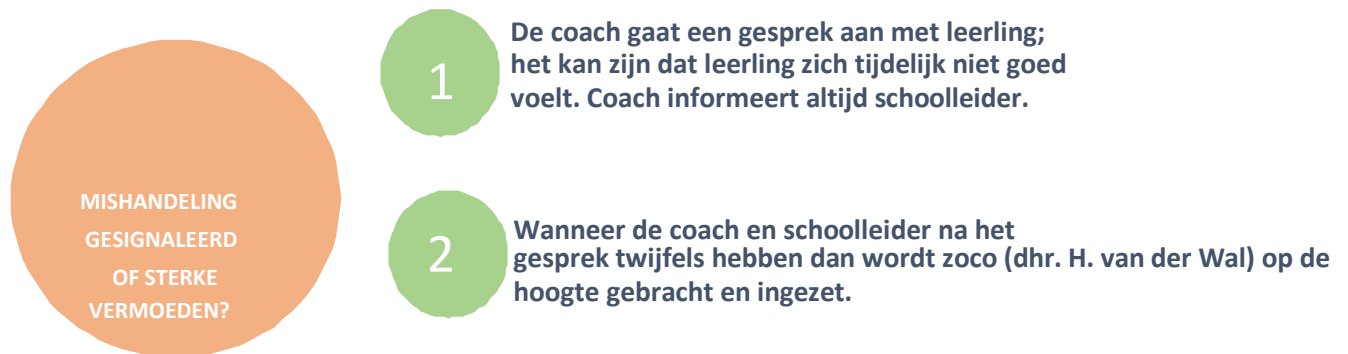 MISHANDELING
GESIGNALEERD
OF STERKE
VERMOEDEN?
1
De coach gaat een gesprek aan met leerling;
het kan zijn dat leerling zich tijdelijk niet goed
voelt. Coach informeert altijd schoolleider.
2
Wanneer de coach en schoolleider na het
gesprek twijfels hebben dan wordt zoco (dhr. H. van der Wal) op de
hoogte gebracht en ingezet.